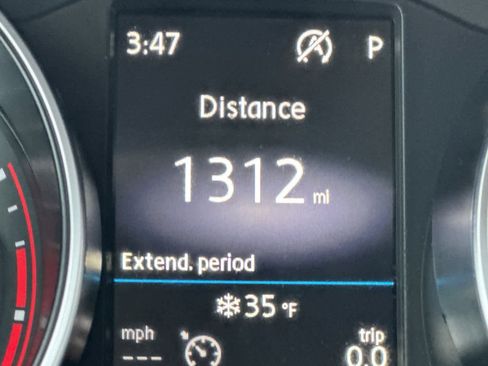 3:47 P
Distance
1312 mi
Extend. period
35 °F
mph trip
--- 0.0